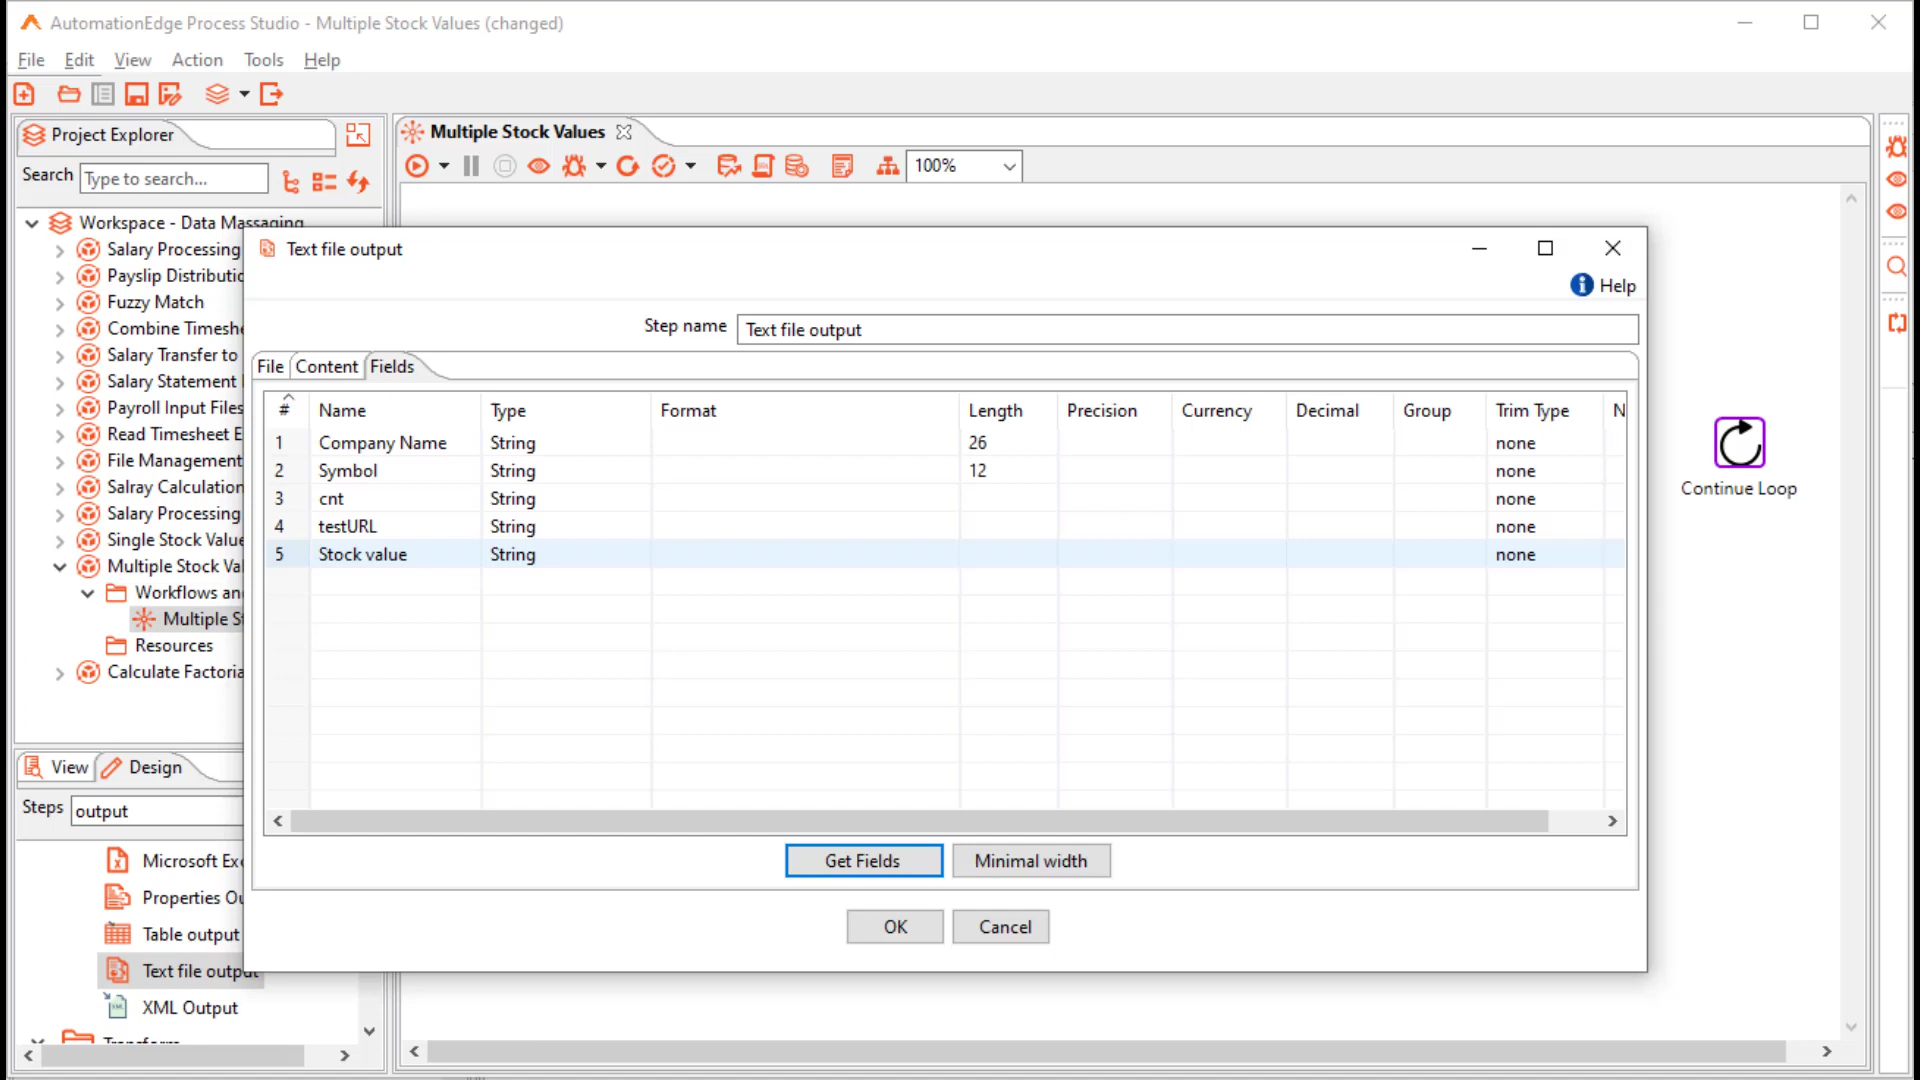 AutomationEdge Process Studio - Multiple Stock Values (changed)
File Edit View Action Tools Help
Project Explorer
Search Type to search...
Workspace - Data Massaging
Salary Processing
Payslip Distributio
Fuzzy Match
Combine Timeshe
Salary Transfer to
Salary Statement
Payroll Input Files
Read Timesheet E
File Management
Salray Calculation
Salary Processing
Single Stock Value
Multiple Stock Va
Workflows an
Multiple S
Resources
Calculate Factoria
View Design
Steps output
Microsoft Ex
Properties Ou
Table output
Text file output
XML Output
Multiple Stock Values
100%
Continue Loop
Text file output
Help
Step name Text file output
File Content Fields
# Name Type Format Length Precision Currency Decimal Group Trim Type N
1 Company Name String 26 none
2 Symbol String 12 none
3 cnt String none
4 testURL String none
5 Stock value String none
Get Fields Minimal width
OK Cancel